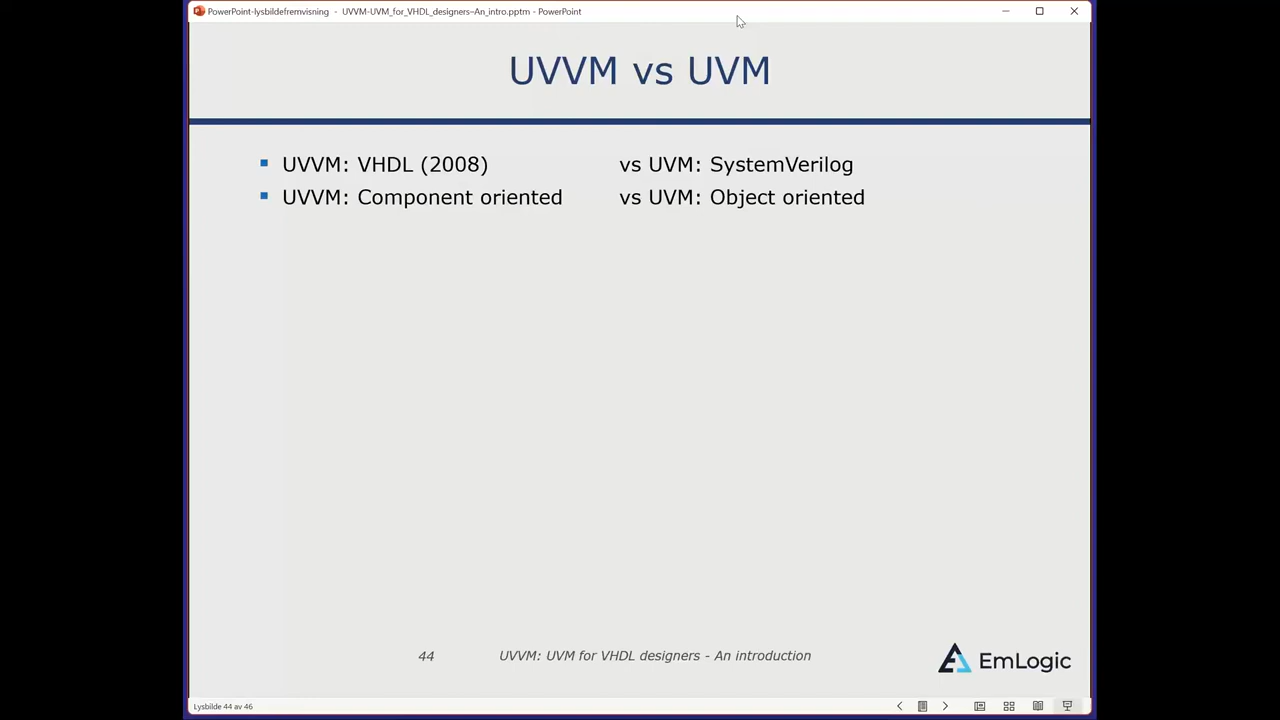 PowerPoint-lysbildefremvisning - UVVM-UVM_for_VHDL_designers–An_intro.pptm - PowerPoint
UVVM vs UVM
UVVM: VHDL (2008) vs UVM: SystemVerilog
UVVM: Component oriented vs UVM: Object oriented
44 UVVM: UVM for VHDL designers - An introduction
EmLogic
Lysbilde 44 av 46